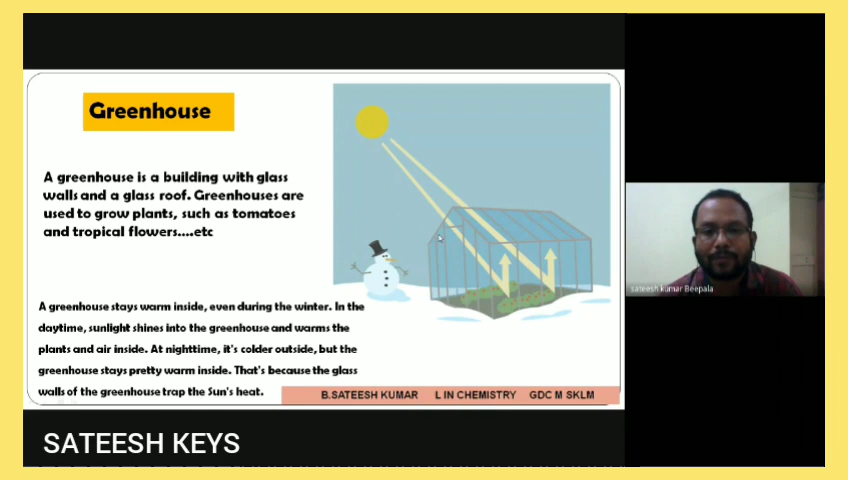 Greenhouse
A greenhouse is a building with glass
walls and a glass roof. Greenhouses are
used to grow plants, such as tomatoes
and tropical flowers....etc
A greenhouse stays warm inside, even during the winter. In the
daytime, sunlight shines into the greenhouse and warms the
plants and air inside. At nighttime, it's colder outside, but the
greenhouse stays pretty warm inside. That's because the glass
walls of the greenhouse trap the Sun's heat.
B.SATEESH KUMAR L IN CHEMISTRY GDC M SKLM
sateesh kumar Beepala
SATEESH KEYS